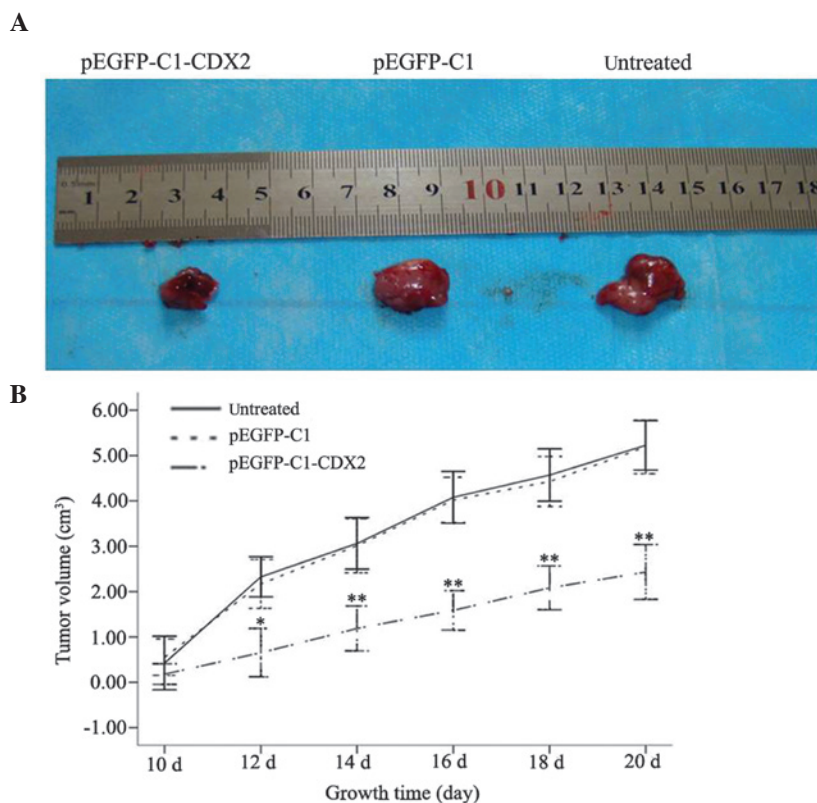 A
pEGFP-C1-CDX2 pEGFP-C1 Untreated
0.5mm
1 2 3 4 5 6 7 8 9 10 11 12 13 14 15 16 17 18
B
6.00
5.00
4.00
3.00
2.00
1.00
0.00
-1.00
Tumor volume (cm³)
Untreated
pEGFP-C1
pEGFP-C1-CDX2
* ** ** ** **
10 d 12 d 14 d 16 d 18 d 20 d
Growth time (day)